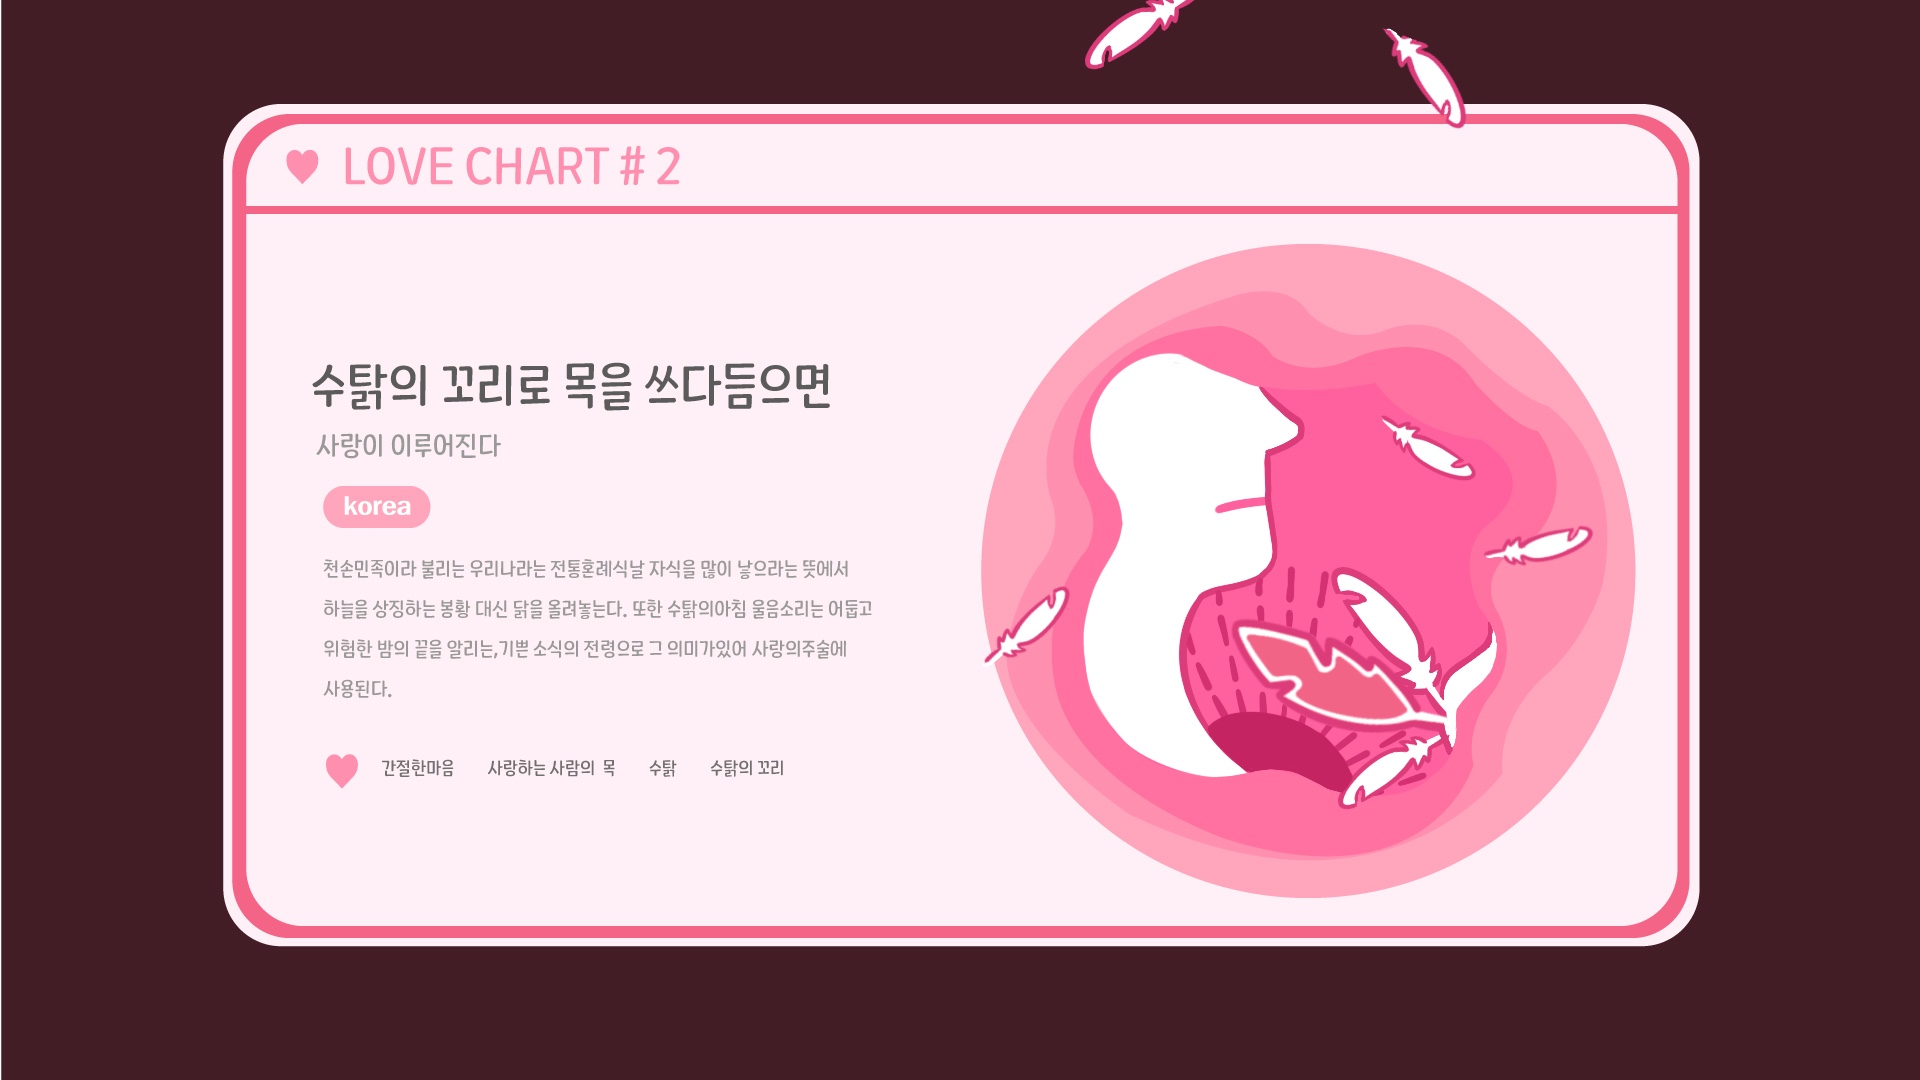 LOVE CHART # 2
수탉의 꼬리로 목을 쓰다듬으면
사랑이 이루어진다
korea
천손민족이라 불리는 우리나라는 전통혼례식날 자식을 많이 낳으라는 뜻에서
하늘을 상징하는 봉황 대신 닭을 올려놓는다. 또한 수탉의아침 울음소리는 어둡고
위험한 밤의 끝을 알리는,기쁜 소식의 전령으로 그 의미가있어 사랑의주술에
사용된다.
간절한마음 사랑하는 사람의 목 수탉 수탉의 꼬리